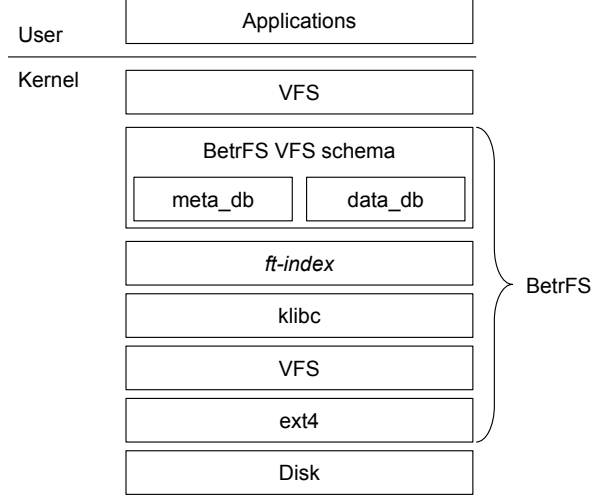 Applications
User
Kernel
VFS
BetrFS VFS schema
meta_db data_db
ft-index
BetrFS
klibc
VFS
ext4
Disk